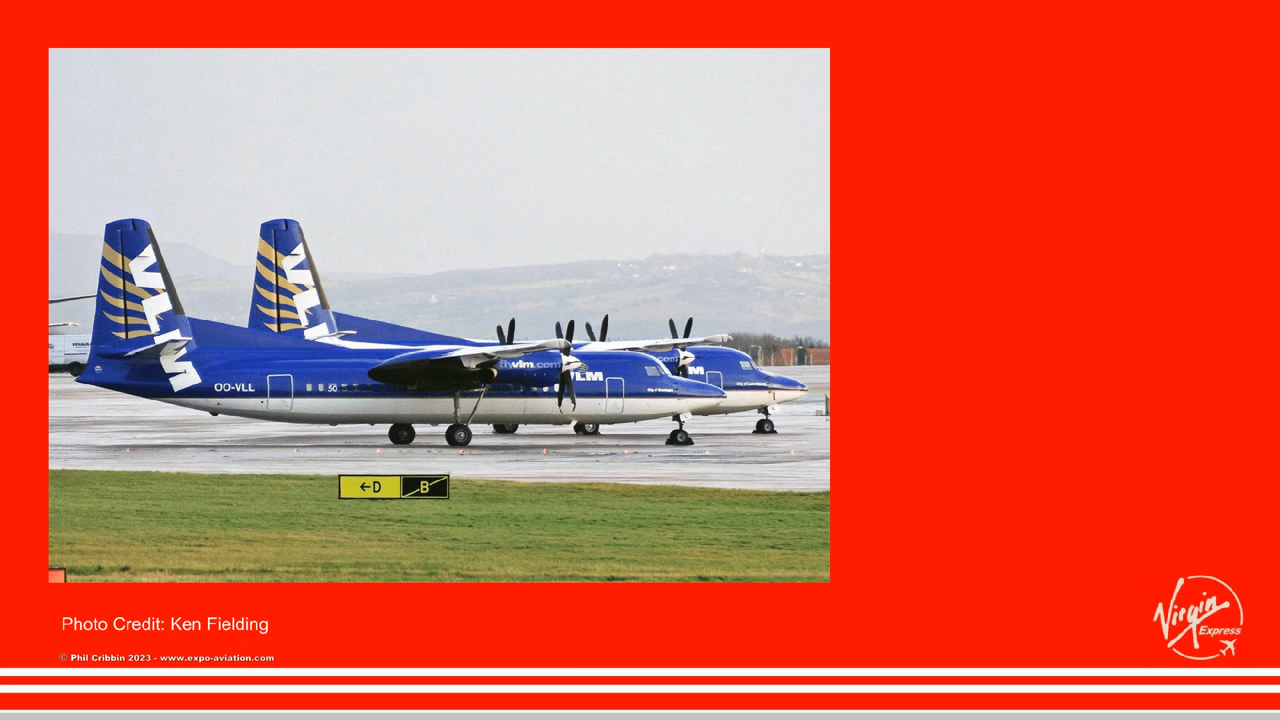 VLM
VLM
OO-VLL
50
flyvlm.com
VLM
←D
B
Photo Credit: Ken Fielding
© Phil Cribbin 2023 - www.expo-aviation.com
Virgin
Express